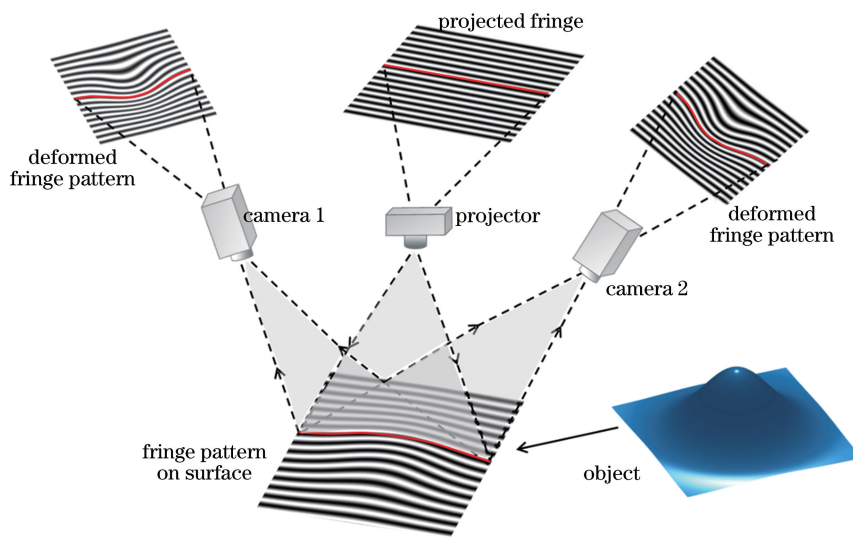 projected fringe
deformed
fringe pattern
camera 1
projector
deformed
fringe pattern
camera 2
fringe pattern
on surface
object